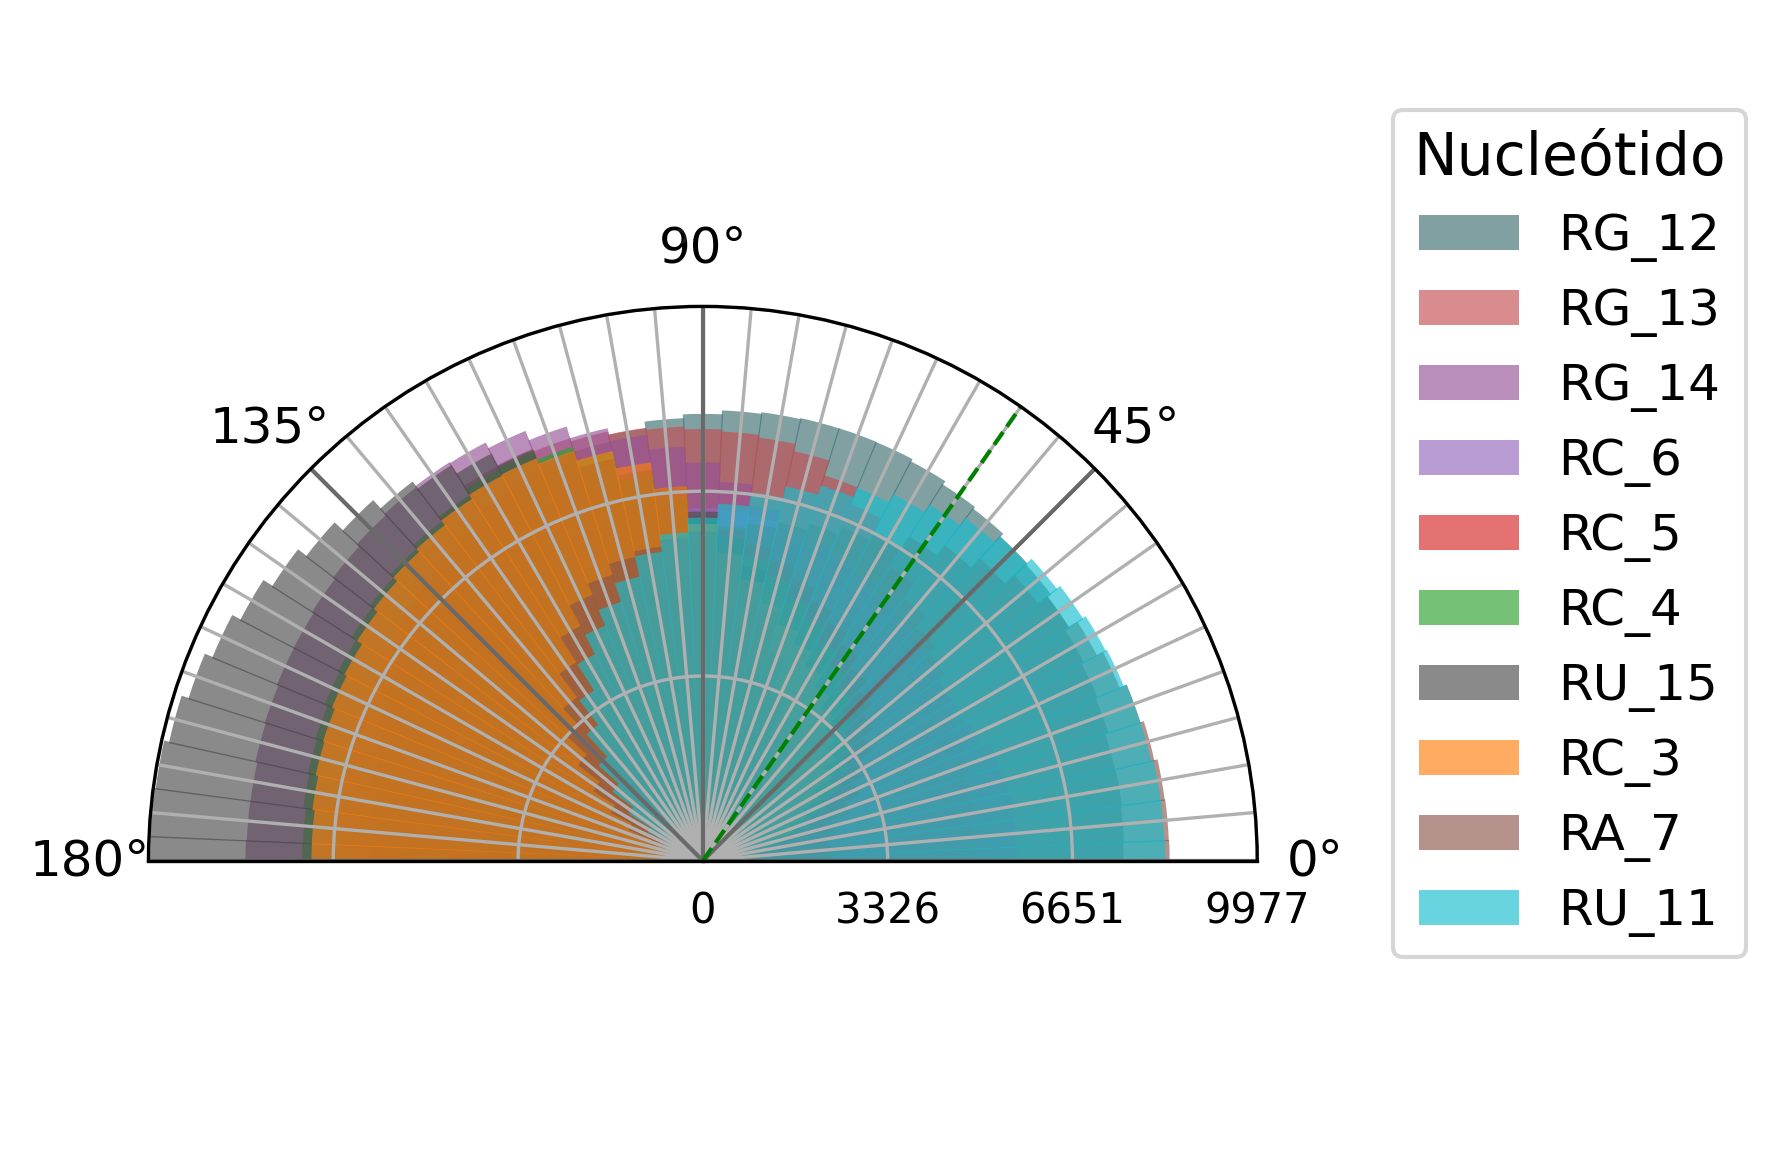 90°
135°
45°
180°
0°
0
3326
6651
9977
Nucleótido
RG_12
RG_13
RG_14
RC_6
RC_5
RC_4
RU_15
RC_3
RA_7
RU_11